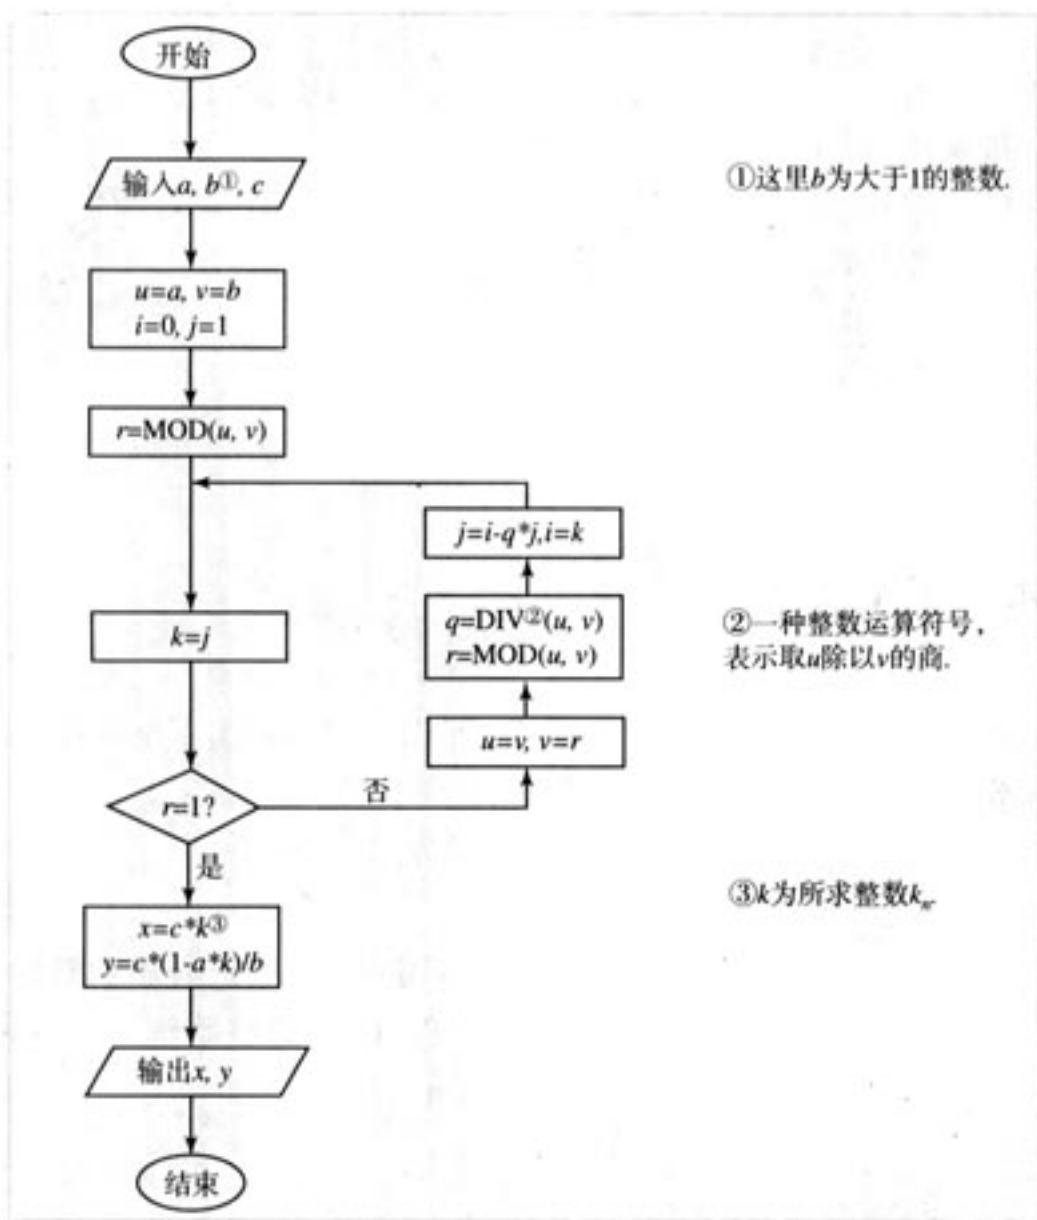 开始
输入a, b①, c
①这里b为大于1的整数.
u=a, v=b
i=0, j=1
r=MOD(u, v)
j=i-q*j,i=k
k=j
q=DIV②(u, v)
r=MOD(u, v)
②一种整数运算符号，
表示取u除以v的商.
u=v, v=r
r=1?
否
是
③k为所求整数kₙ.
x=c*k③
y=c*(1-a*k)/b
输出x, y
结束